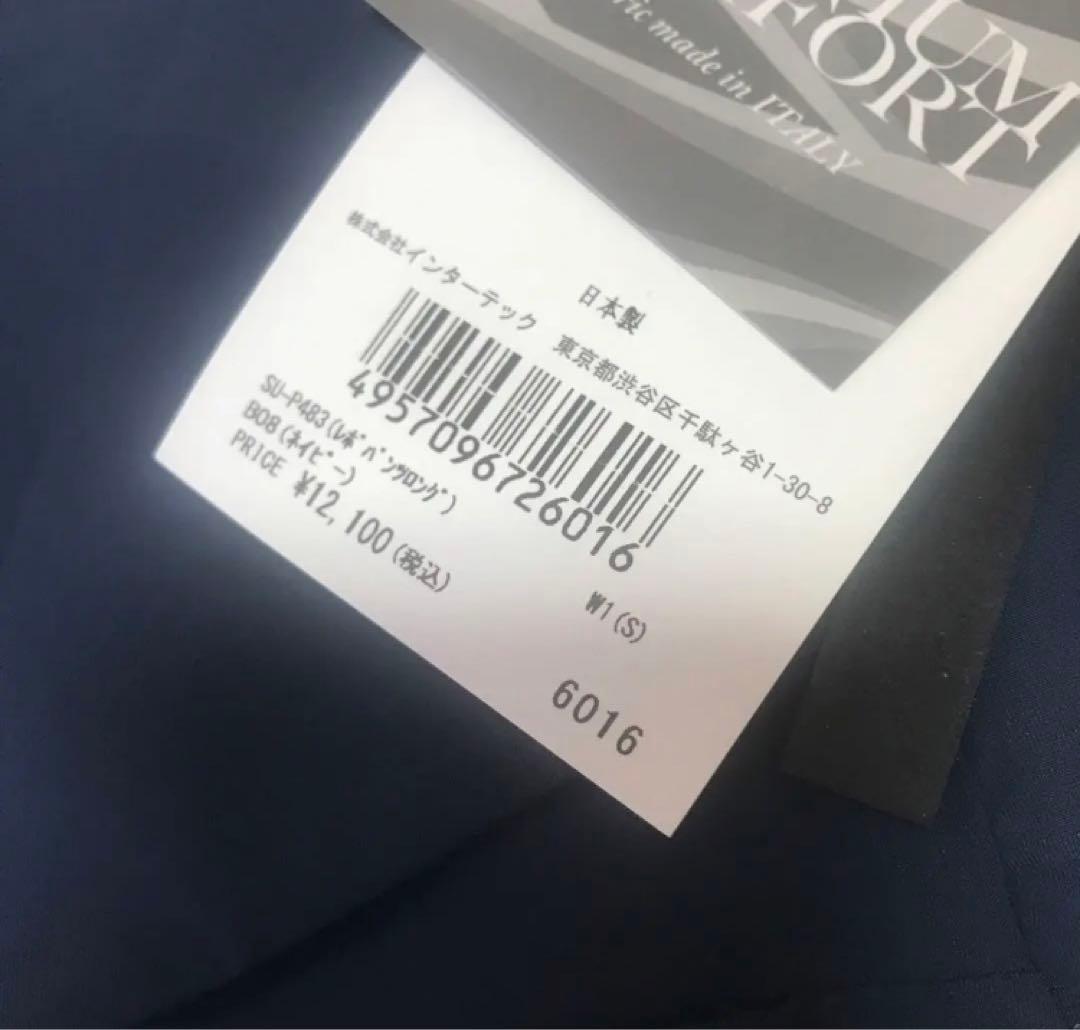 FORT
ric made in ITALY
日本製
株式会社インターテック 東京都渋谷区千駄ヶ谷1-30-8
4957096726016
SU-P483(ﾚｷﾞﾊﾟﾝﾂﾛﾝｸﾞ)
B08(ﾈｲﾋﾞｰ)
W1(S)
PRICE ¥12,100(税込)
6016